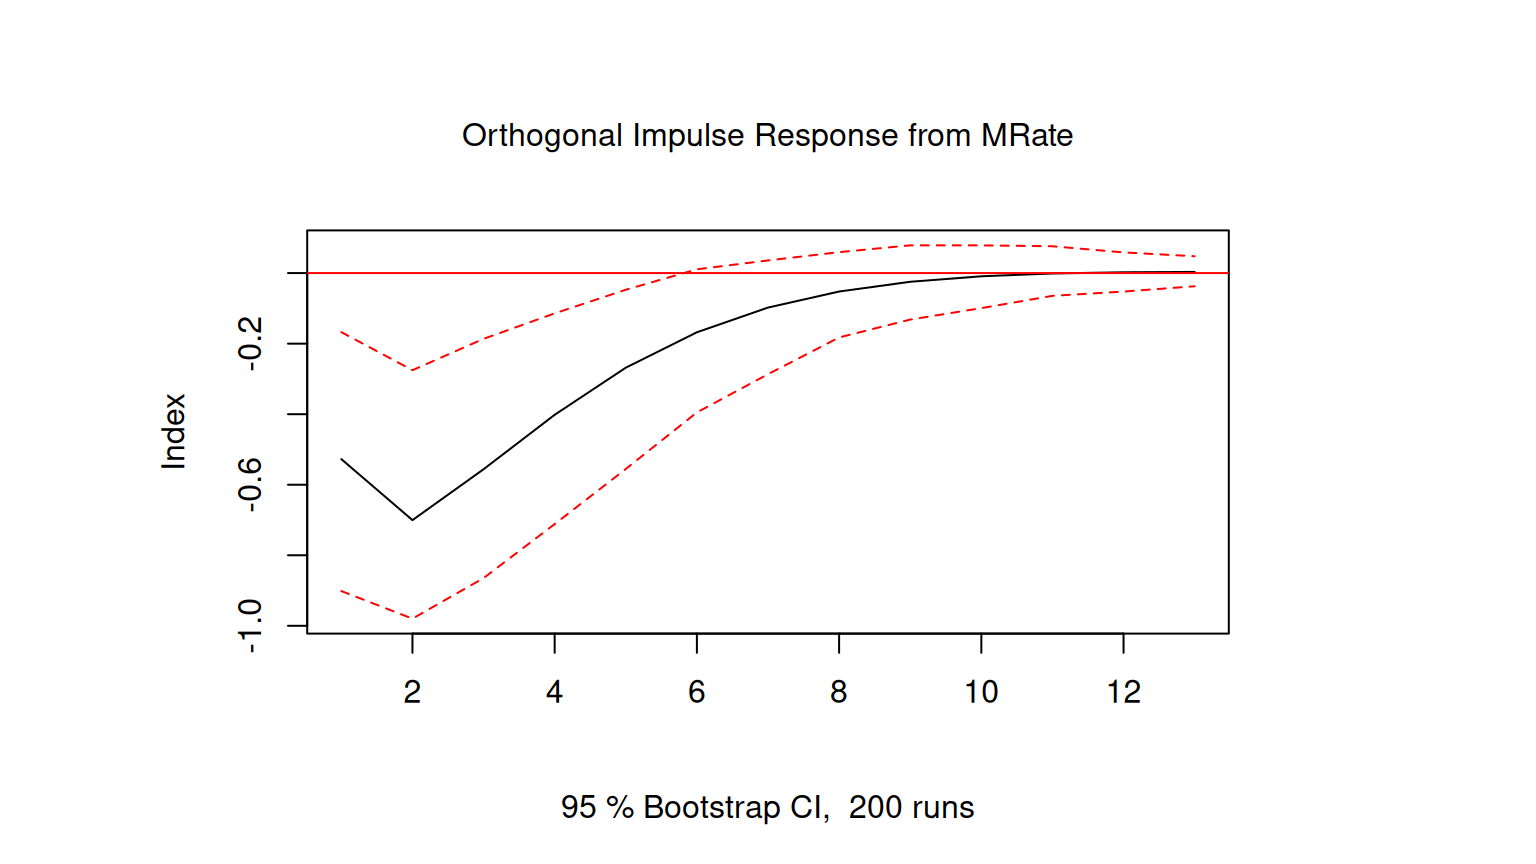 Orthogonal Impulse Response from MRate
Index
-0.2
-0.6
-1.0
2 4 6 8 10 12
95 % Bootstrap CI,  200 runs